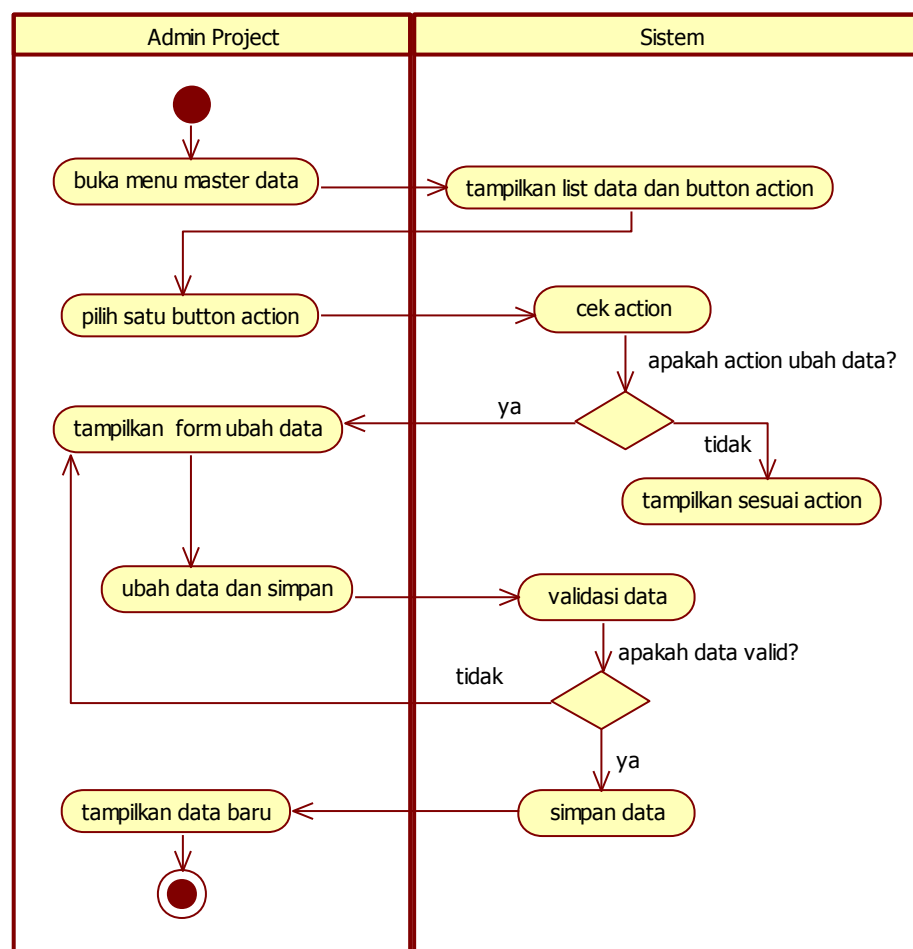 Admin Project
Sistem
buka menu master data
tampilkan list data dan button action
pilih satu button action
cek action
apakah action ubah data?
ya
tampilkan form ubah data
tidak
tampilkan sesuai action
ubah data dan simpan
validasi data
apakah data valid?
tidak
ya
tampilkan data baru
simpan data